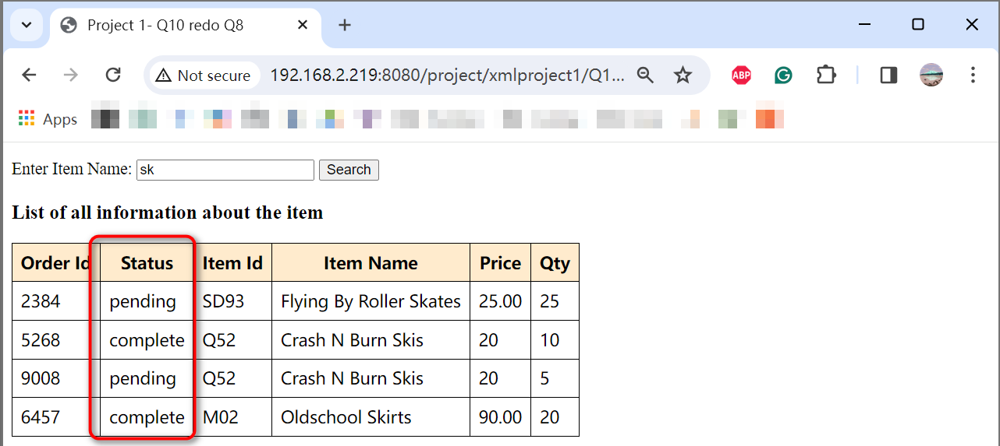 Project 1- Q10 redo Q8
Not secure 192.168.2.219:8080/project/xmlproject1/Q1...
ABP
Apps
Enter Item Name: sk Search
List of all information about the item
Order Id Status Item Id Item Name Price Qty
2384 pending SD93 Flying By Roller Skates 25.00 25
5268 complete Q52 Crash N Burn Skis 20 10
9008 pending Q52 Crash N Burn Skis 20 5
6457 complete M02 Oldschool Skirts 90.00 20